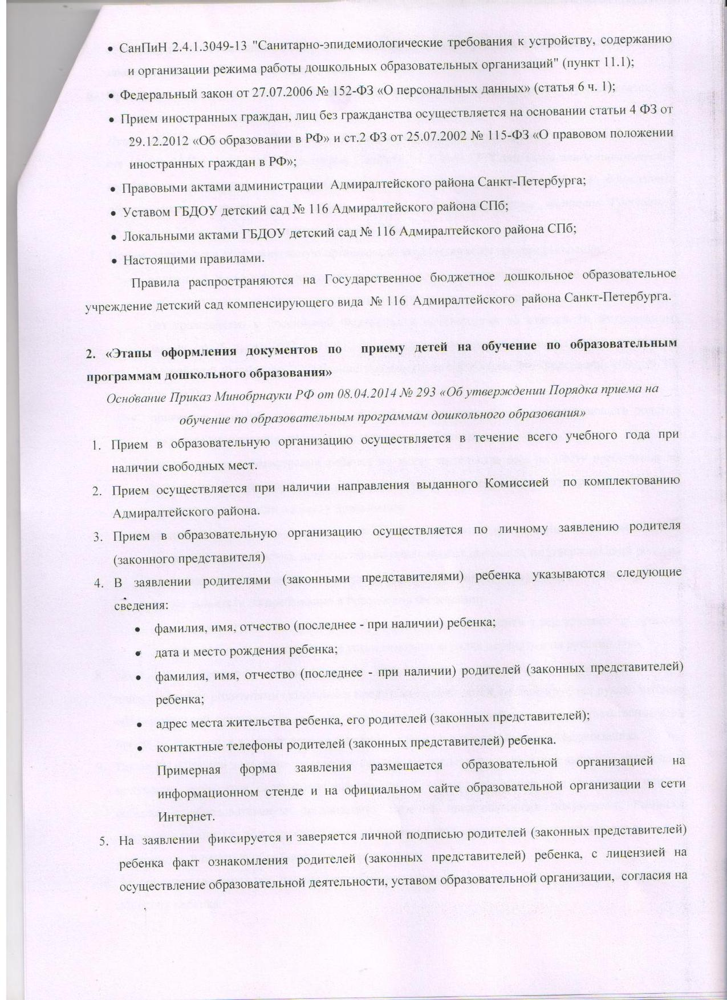 • СанПиН 2.4.1.3049-13 "Санитарно-эпидемиологические требования к устройству, содержанию
и организации режима работы дошкольных образовательных организаций" (пункт 11.1);
• Федеральный закон от 27.07.2006 № 152-ФЗ «О персональных данных» (статья 6 ч. 1);
• Прием иностранных граждан, лиц без гражданства осуществляется на основании статьи 4 ФЗ от
29.12.2012 «Об образовании в РФ» и ст.2 ФЗ от 25.07.2002 № 115-ФЗ «О правовом положении
иностранных граждан в РФ»;
• Правовыми актами администрации Адмиралтейского района Санкт-Петербурга;
• Уставом ГБДОУ детский сад № 116 Адмиралтейского района СПб;
• Локальными актами ГБДОУ детский сад № 116 Адмиралтейского района СПб;
• Настоящими правилами.
Правила распространяются на Государственное бюджетное дошкольное образовательное
учреждение детский сад компенсирующего вида № 116 Адмиралтейского района Санкт-Петербурга.
2. «Этапы оформления документов по приему детей на обучение по образовательным
программам дошкольного образования»
Основание Приказ Минобрнауки РФ от 08.04.2014 № 293 «Об утверждении Порядка приема на
обучение по образовательным программам дошкольного образования»
1. Прием в образовательную организацию осуществляется в течение всего учебного года при
наличии свободных мест.
2. Прием осуществляется при наличии направления выданного Комиссией по комплектованию
Адмиралтейского района.
3. Прием в образовательную организацию осуществляется по личному заявлению родителя
(законного представителя)
4. В заявлении родителями (законными представителями) ребенка указываются следующие
сведения:
• фамилия, имя, отчество (последнее - при наличии) ребенка;
• дата и место рождения ребенка;
• фамилия, имя, отчество (последнее - при наличии) родителей (законных представителей)
ребенка;
• адрес места жительства ребенка, его родителей (законных представителей);
• контактные телефоны родителей (законных представителей) ребенка.
Примерная форма заявления размещается образовательной организацией на
информационном стенде и на официальном сайте образовательной организации в сети
Интернет.
5. На заявлении фиксируется и заверяется личной подписью родителей (законных представителей)
ребенка факт ознакомления родителей (законных представителей) ребенка, с лицензией на
осуществление образовательной деятельности, уставом образовательной организации, согласия на